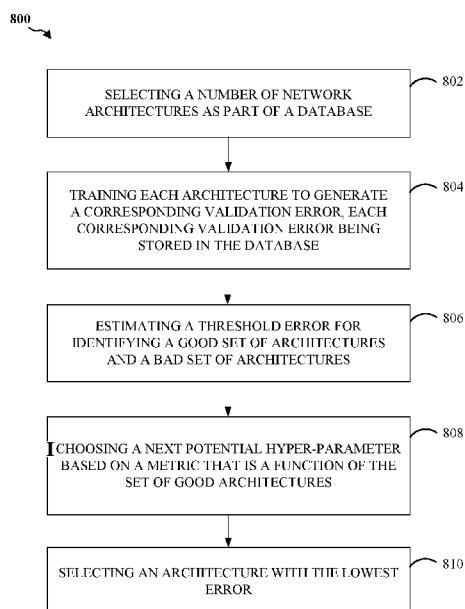 800
SELECTING A NUMBER OF NETWORK
ARCHITECTURES AS PART OF A DATABASE
802
TRAINING EACH ARCHITECTURE TO GENERATE
A CORRESPONDING VALIDATION ERROR, EACH
CORRESPONDING VALIDATION ERROR BEING
STORED IN THE DATABASE
804
ESTIMATING A THRESHOLD ERROR FOR
IDENTIFYING A GOOD SET OF ARCHITECTURES
AND A BAD SET OF ARCHITECTURES
806
CHOOSING A NEXT POTENTIAL HYPER-PARAMETER
BASED ON A METRIC THAT IS A FUNCTION OF THE
SET OF GOOD ARCHITECTURES
808
SELECTING AN ARCHITECTURE WITH THE LOWEST
ERROR
810